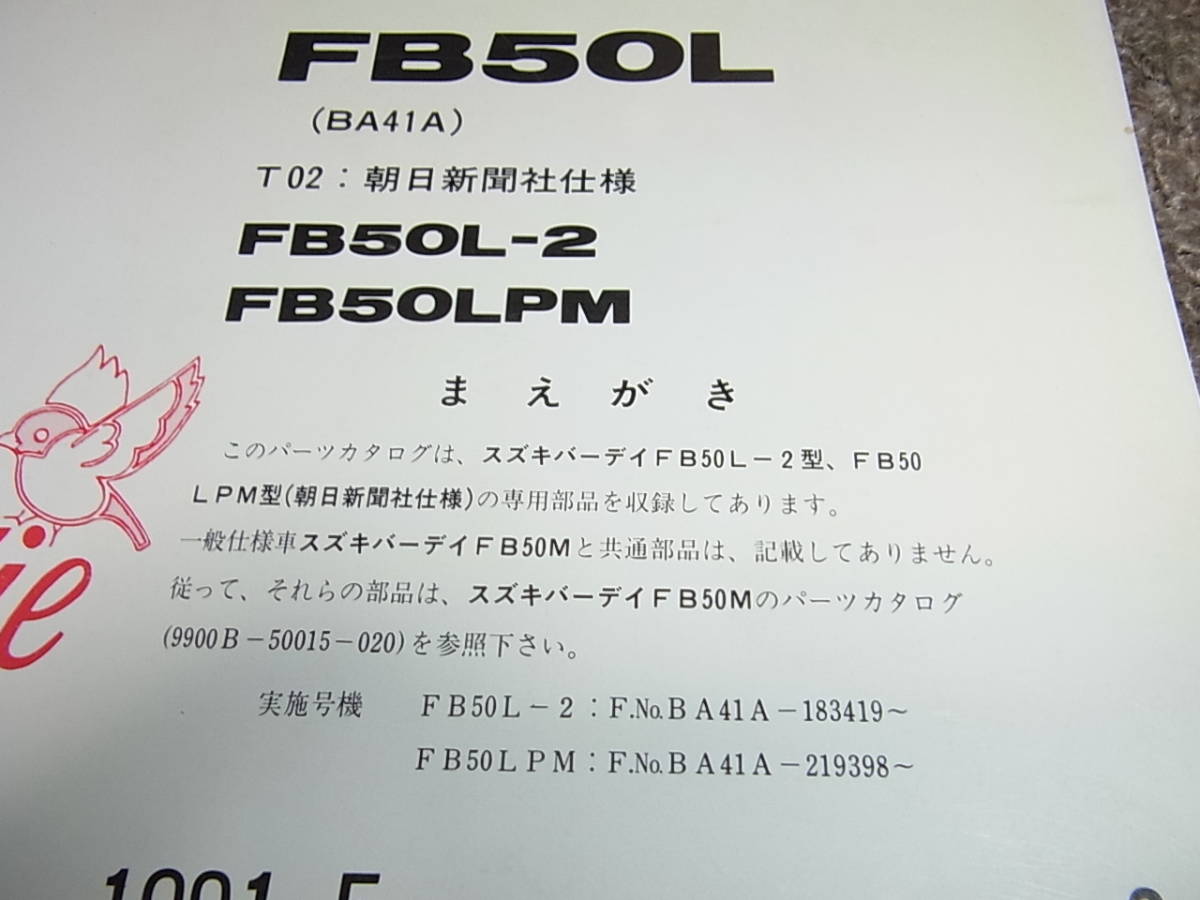 FB50L
(BA41A)
T02：朝日新聞社仕様
FB50L-2
FB50LPM
まえがき
このパーツカタログは、スズキバーデイFB50L－2型、FB50
LPM型(朝日新聞社仕様)の専用部品を収録してあります。
一般仕様車スズキバーデイFB50Mと共通部品は、記載してありません。
従って、それらの部品は、スズキバーデイFB50Mのパーツカタログ
(9900B－50015－020)を参照下さい。
実施号機 FB50L－2：F.No.BA41A－183419～
FB50LPM：F.No.BA41A－219398～